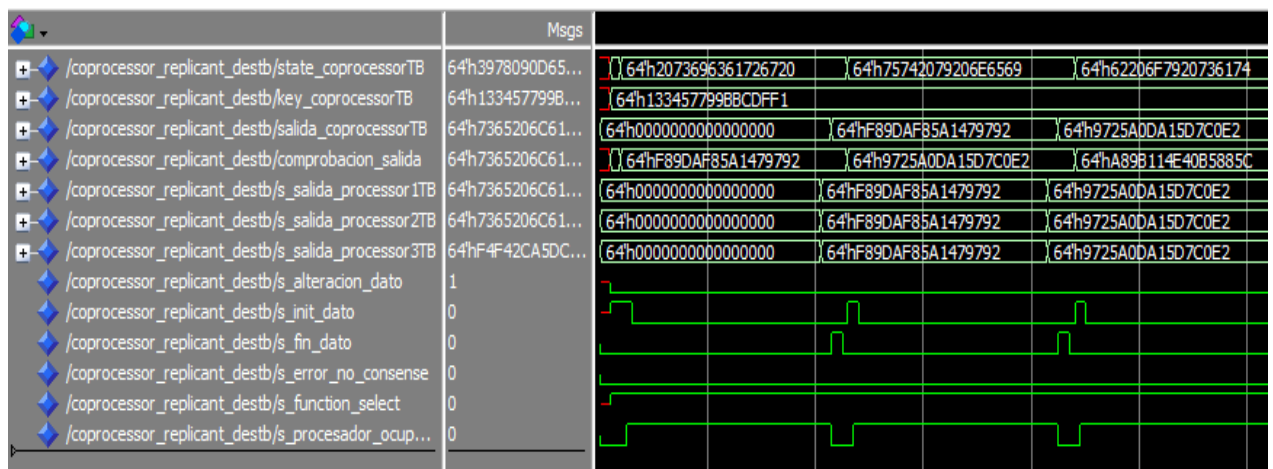 Msgs
/coprocessor_replicant_destb/state_coprocessorTB 64'h3978090D65... 64'h2073696361726720 64'h75742079206E6569 64'h62206F7920736174
/coprocessor_replicant_destb/key_coprocessorTB 64'h133457799B... 64'h133457799BBCDFF1
/coprocessor_replicant_destb/salida_coprocessorTB 64'h7365206C61... 64'h0000000000000000 64'hF89DAF85A1479792 64'h9725A0DA15D7C0E2
/coprocessor_replicant_destb/comprobacion_salida 64'h7365206C61... 64'hF89DAF85A1479792 64'h9725A0DA15D7C0E2 64'hA89B114E40B5885C
/coprocessor_replicant_destb/s_salida_processor1TB 64'h7365206C61... 64'h0000000000000000 64'hF89DAF85A1479792 64'h9725A0DA15D7C0E2
/coprocessor_replicant_destb/s_salida_processor2TB 64'h7365206C61... 64'h0000000000000000 64'hF89DAF85A1479792 64'h9725A0DA15D7C0E2
/coprocessor_replicant_destb/s_salida_processor3TB 64'hF4F42CA5DC... 64'h0000000000000000 64'hF89DAF85A1479792 64'h9725A0DA15D7C0E2
/coprocessor_replicant_destb/s_alteracion_dato 1
/coprocessor_replicant_destb/s_init_dato 0
/coprocessor_replicant_destb/s_fin_dato 0
/coprocessor_replicant_destb/s_error_no_consense 0
/coprocessor_replicant_destb/s_function_select 0
/coprocessor_replicant_destb/s_procesador_ocup... 0